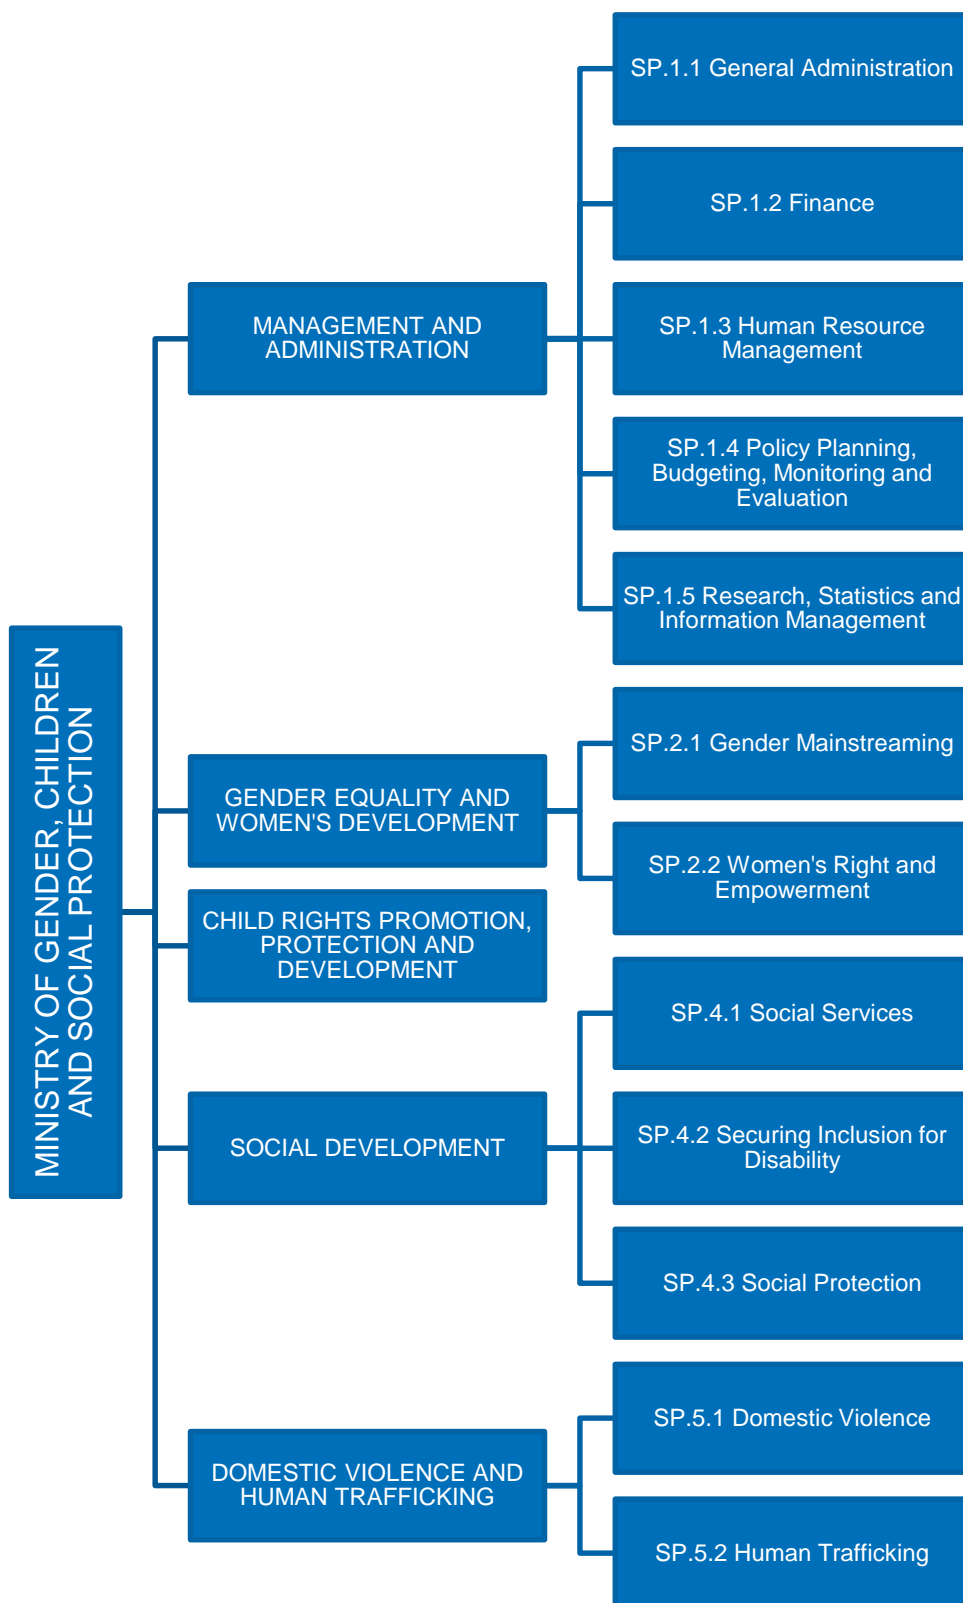 MINISTRY OF GENDER, CHILDREN
AND SOCIAL PROTECTION
MANAGEMENT AND
ADMINISTRATION
SP.1.1 General Administration
SP.1.2 Finance
SP.1.3 Human Resource
Management
SP.1.4 Policy Planning,
Budgeting, Monitoring and
Evaluation
SP.1.5 Research, Statistics and
Information Management
GENDER EQUALITY AND
WOMEN'S DEVELOPMENT
SP.2.1 Gender Mainstreaming
SP.2.2 Women's Right and
Empowerment
CHILD RIGHTS PROMOTION,
PROTECTION AND
DEVELOPMENT
SOCIAL DEVELOPMENT
SP.4.1 Social Services
SP.4.2 Securing Inclusion for
Disability
SP.4.3 Social Protection
DOMESTIC VIOLENCE AND
HUMAN TRAFFICKING
SP.5.1 Domestic Violence
SP.5.2 Human Trafficking